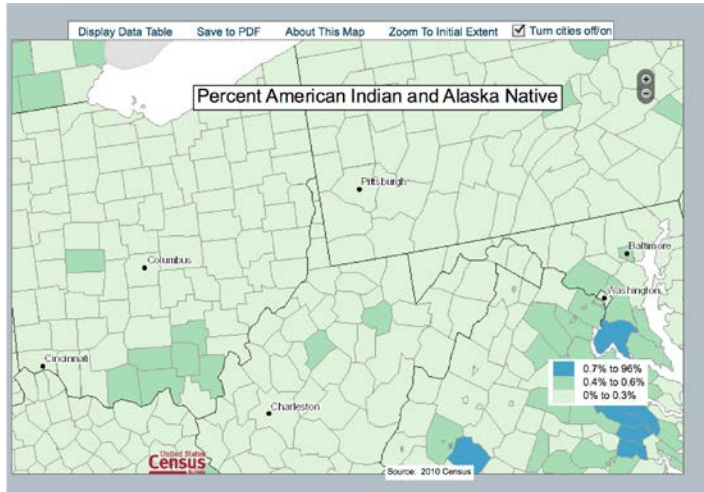 Display Data Table Save to PDF About This Map Zoom To Initial Extent Turn cities off/on
Percent American Indian and Alaska Native
Pittsburgh
Baltimore
Columbus
Washington
Cincinnati
0.7% to 96%
0.4% to 0.6%
0% to 0.3%
Charleston
United States
Census
Bureau
Source: 2010 Census